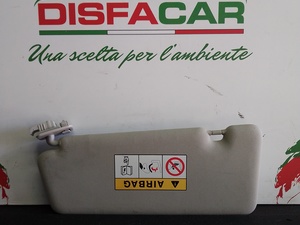 DISFACAR
Una scelta per l'ambiente
AIRBAG